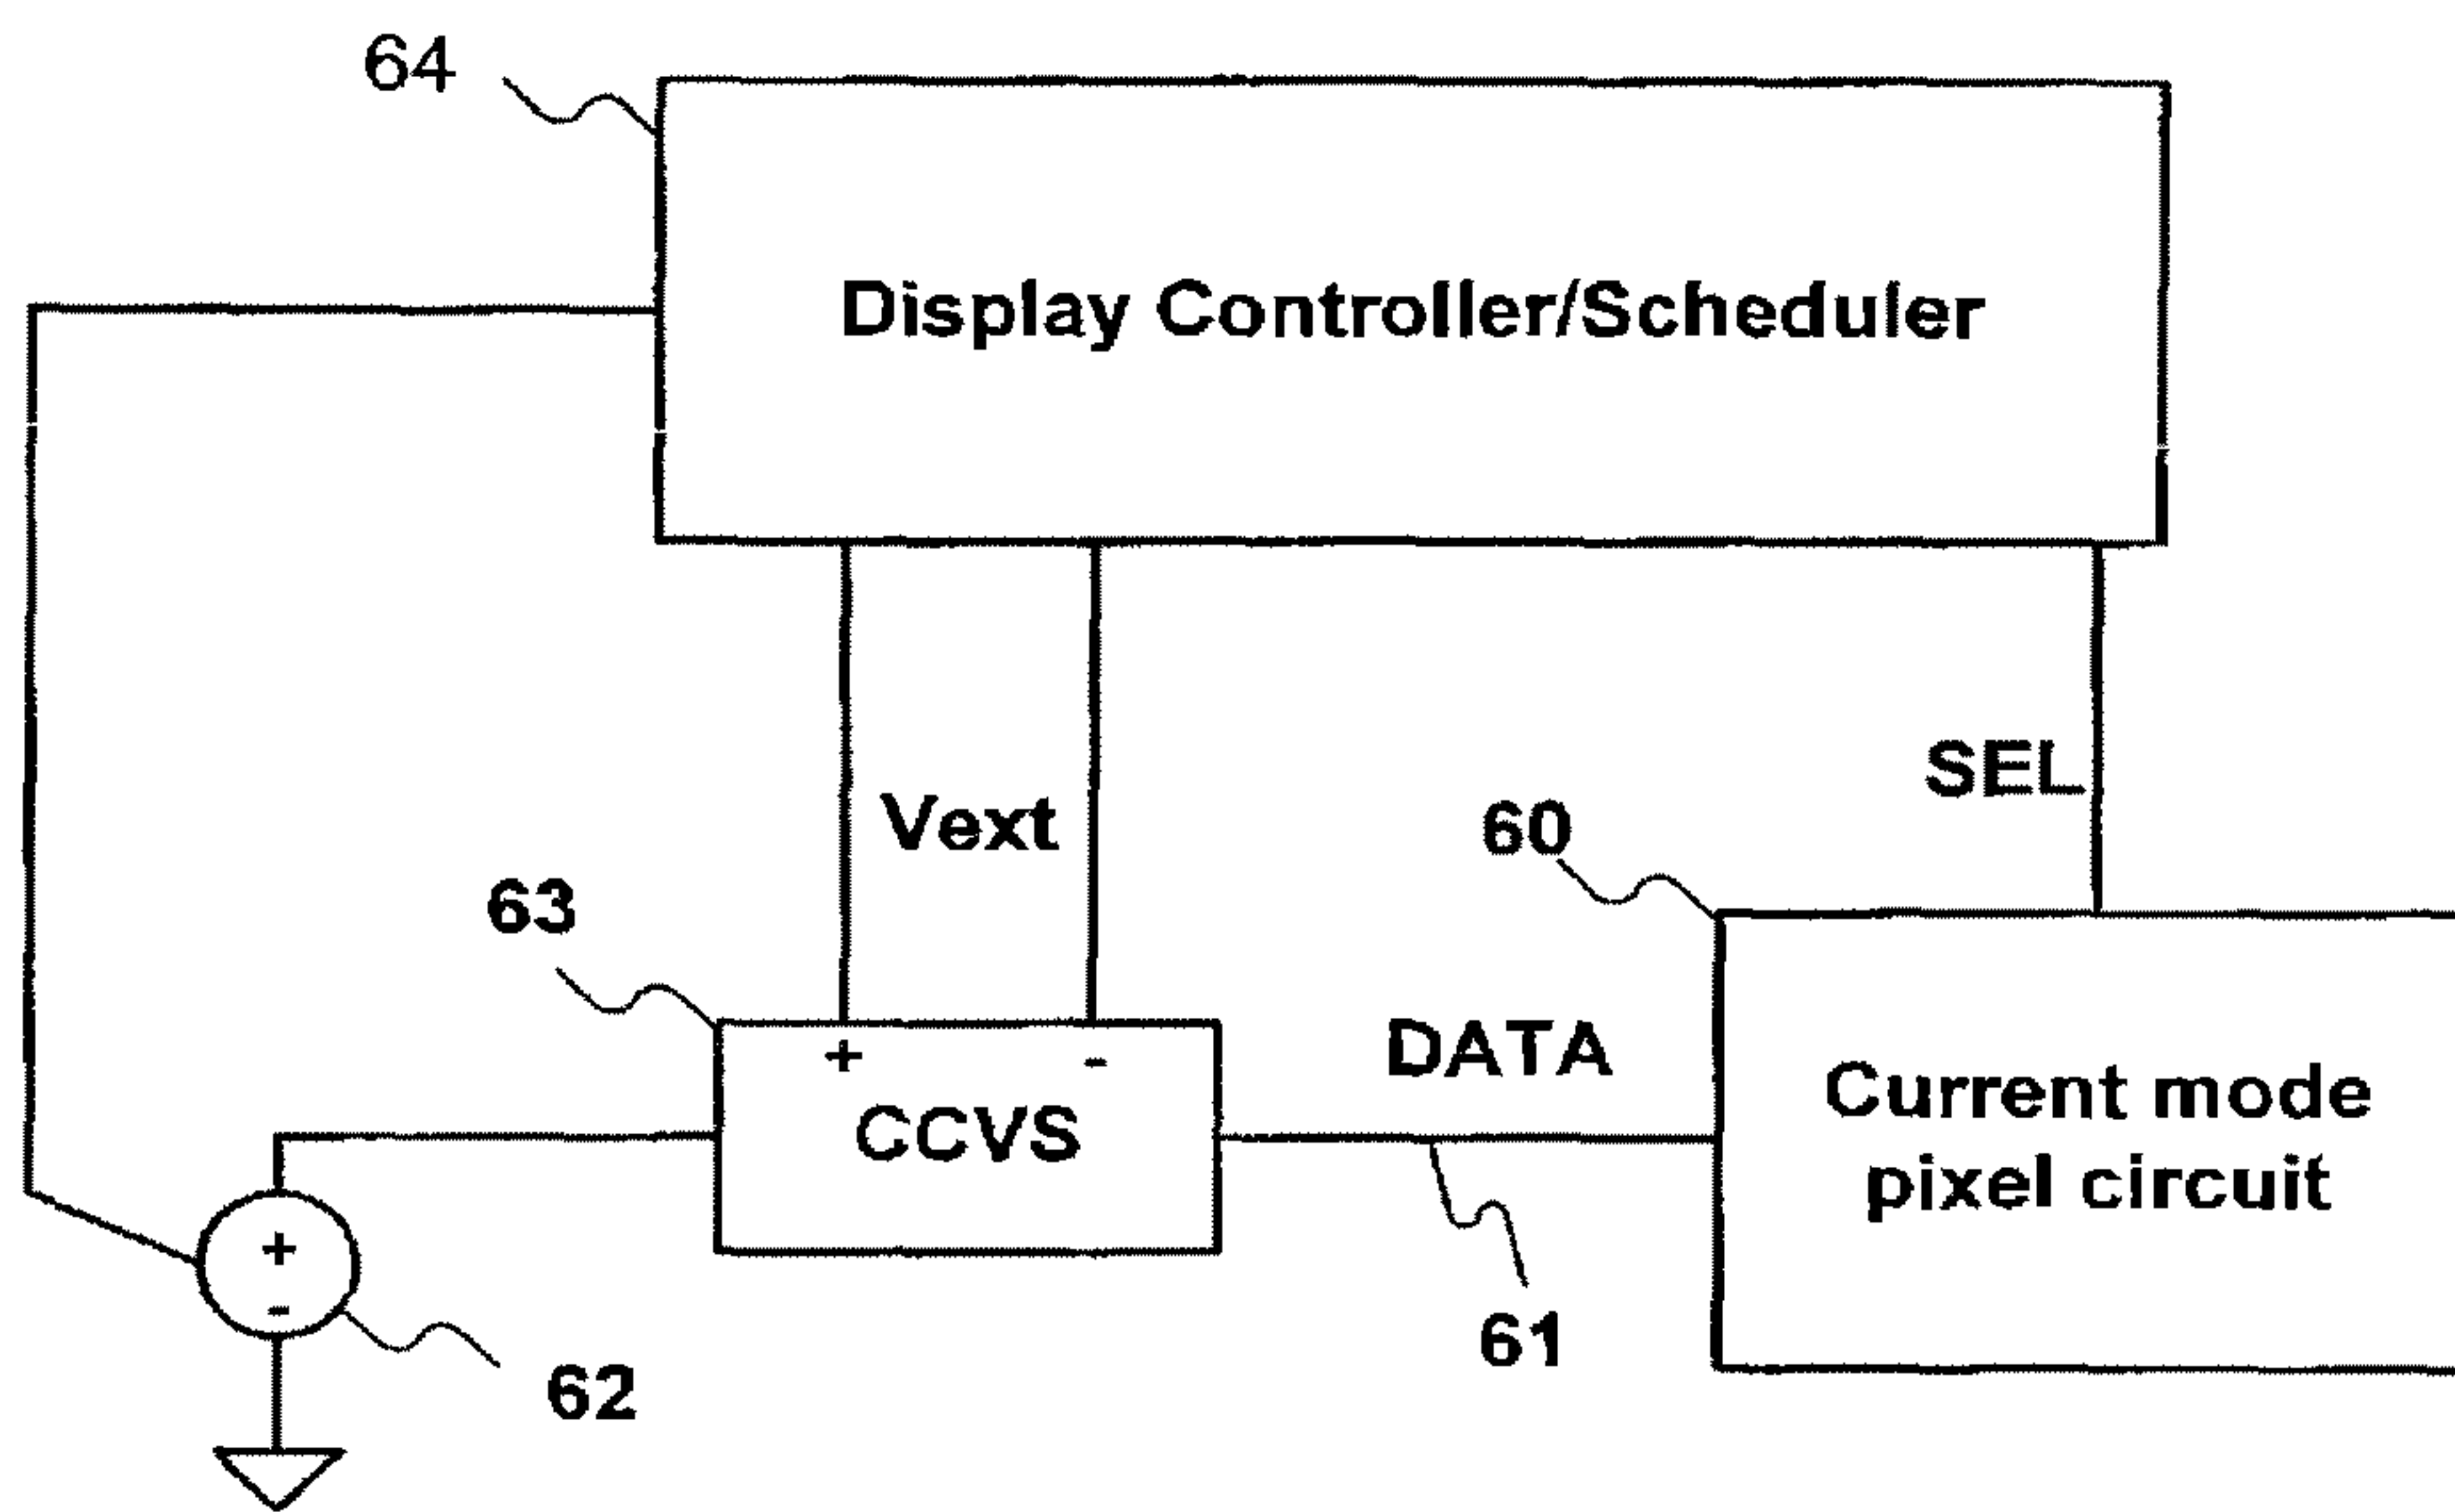 64
Display Controller/Scheduler
SEL
Vext
60
63
+ -
DATA
CCVS
Current mode
pixel circuit
+
-
61
62